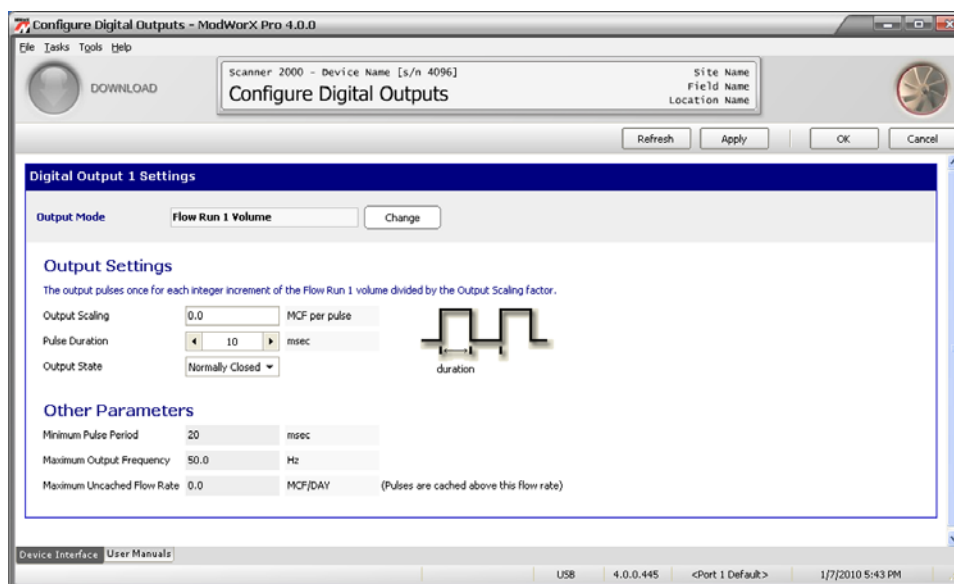 Configure Digital Outputs - ModWorX Pro 4.0.0
File Tasks Tools Help
DOWNLOAD
Scanner 2000 - Device Name [s/n 4096]
Configure Digital Outputs
Site Name
Field Name
Location Name
Refresh Apply OK Cancel
Digital Output 1 Settings
Output Mode Flow Run 1 Volume Change
Output Settings
The output pulses once for each integer increment of the Flow Run 1 volume divided by the Output Scaling factor.
Output Scaling 0.0 MCF per pulse
Pulse Duration 10 msec
Output State Normally Closed
duration
Other Parameters
Minimum Pulse Period 20 msec
Maximum Output Frequency 50.0 Hz
Maximum Uncached Flow Rate 0.0 MCF/DAY (Pulses are cached above this flow rate)
Device Interface User Manuals
USB 4.0.0.445 <Port 1 Default> 1/7/2010 5:43 PM